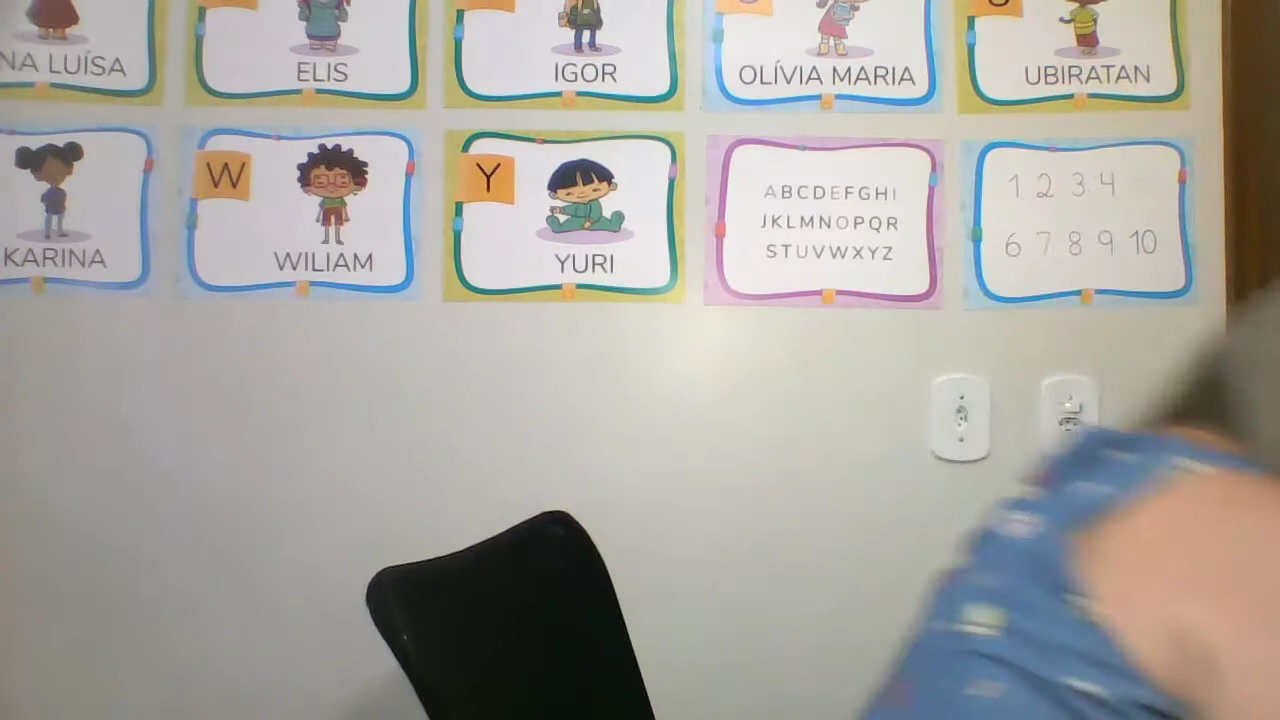 NA LUÍSA
ELIS
IGOR
OLÍVIA MARIA
UBIRATAN
KARINA
W
WILIAM
Y
YURI
ABCDEFGHI
JKLMNOPQR
STUVWXYZ
1 2 3 4
6 7 8 9 10